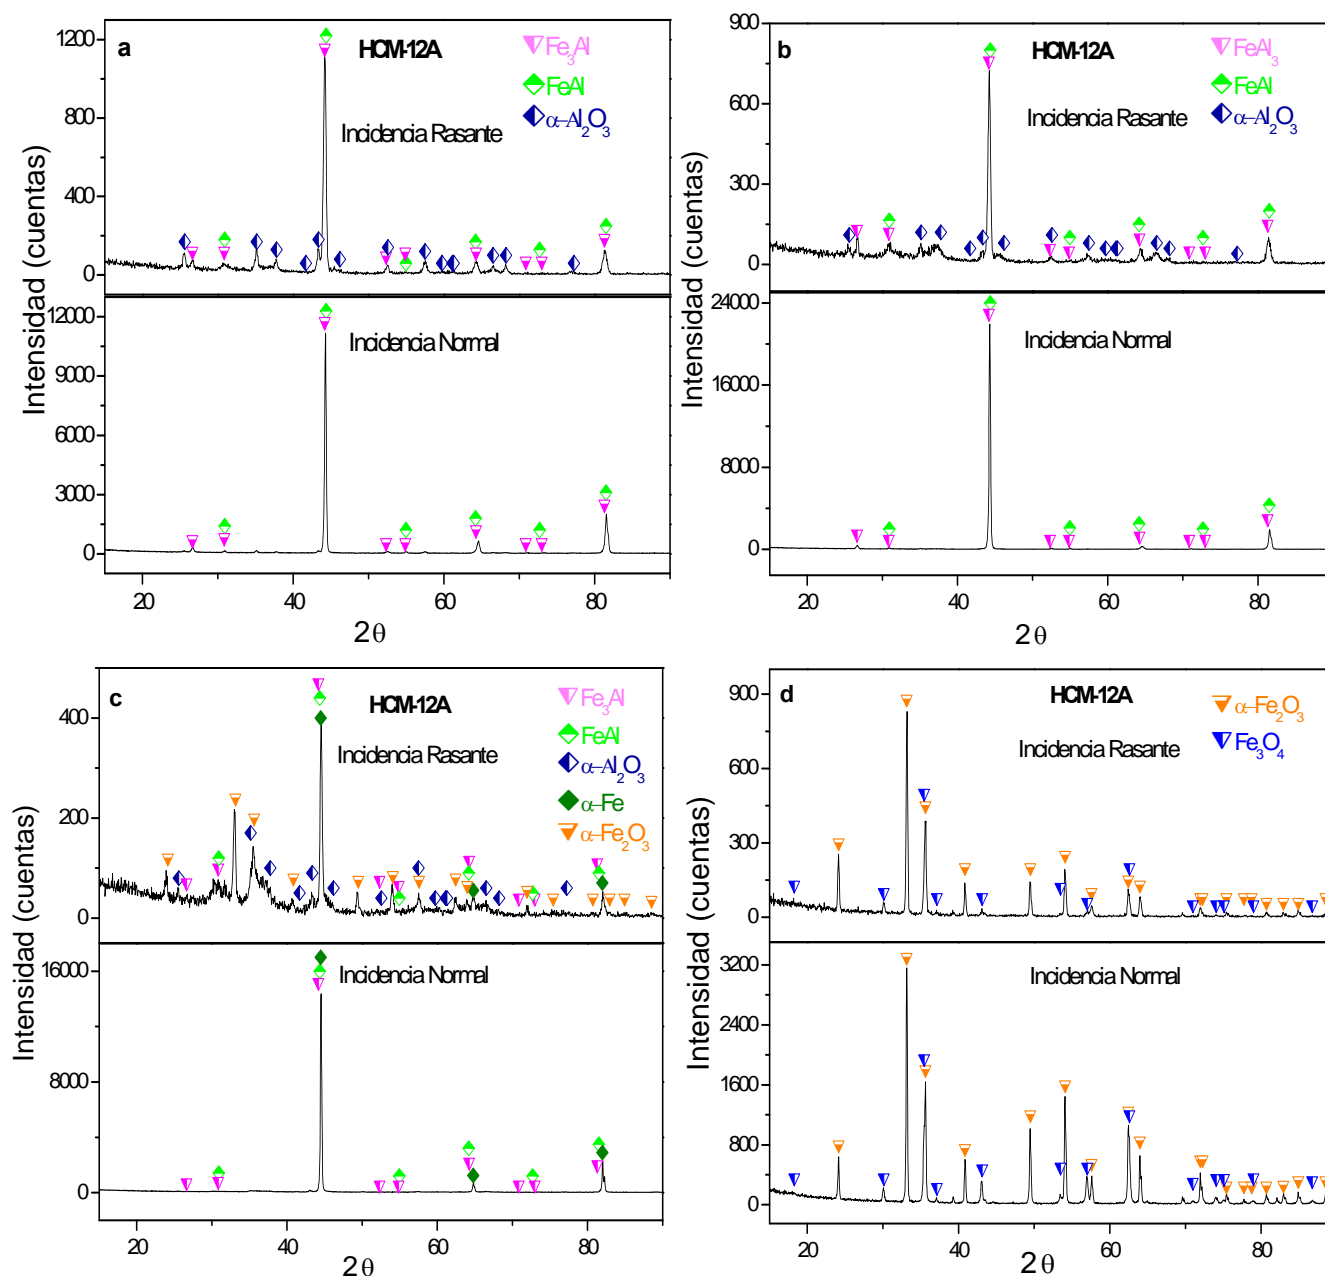 a
HCM-12A
Fe3Al
FeAl
α–Al2O3
Incidencia Rasante
1200
800
400
0
Incidencia Normal
12000
9000
6000
3000
0
Intensidad (cuentas)
20 40 60 80
2θ
b
HCM-12A
FeAl3
FeAl
α–Al2O3
Incidencia Rasante
900
600
300
0
Incidencia Normal
24000
16000
8000
0
Intensidad (cuentas)
20 40 60 80
2θ
c
HCM-12A
Fe3Al
FeAl
α–Al2O3
α–Fe
α–Fe2O3
Incidencia Rasante
400
200
0
Incidencia Normal
16000
8000
0
Intensidad (cuentas)
20 40 60 80
2θ
d
HCM-12A
α–Fe2O3
Fe3O4
Incidencia Rasante
900
600
300
0
Incidencia Normal
3200
2400
1600
800
0
Intensidad (cuentas)
20 40 60 80
2θ